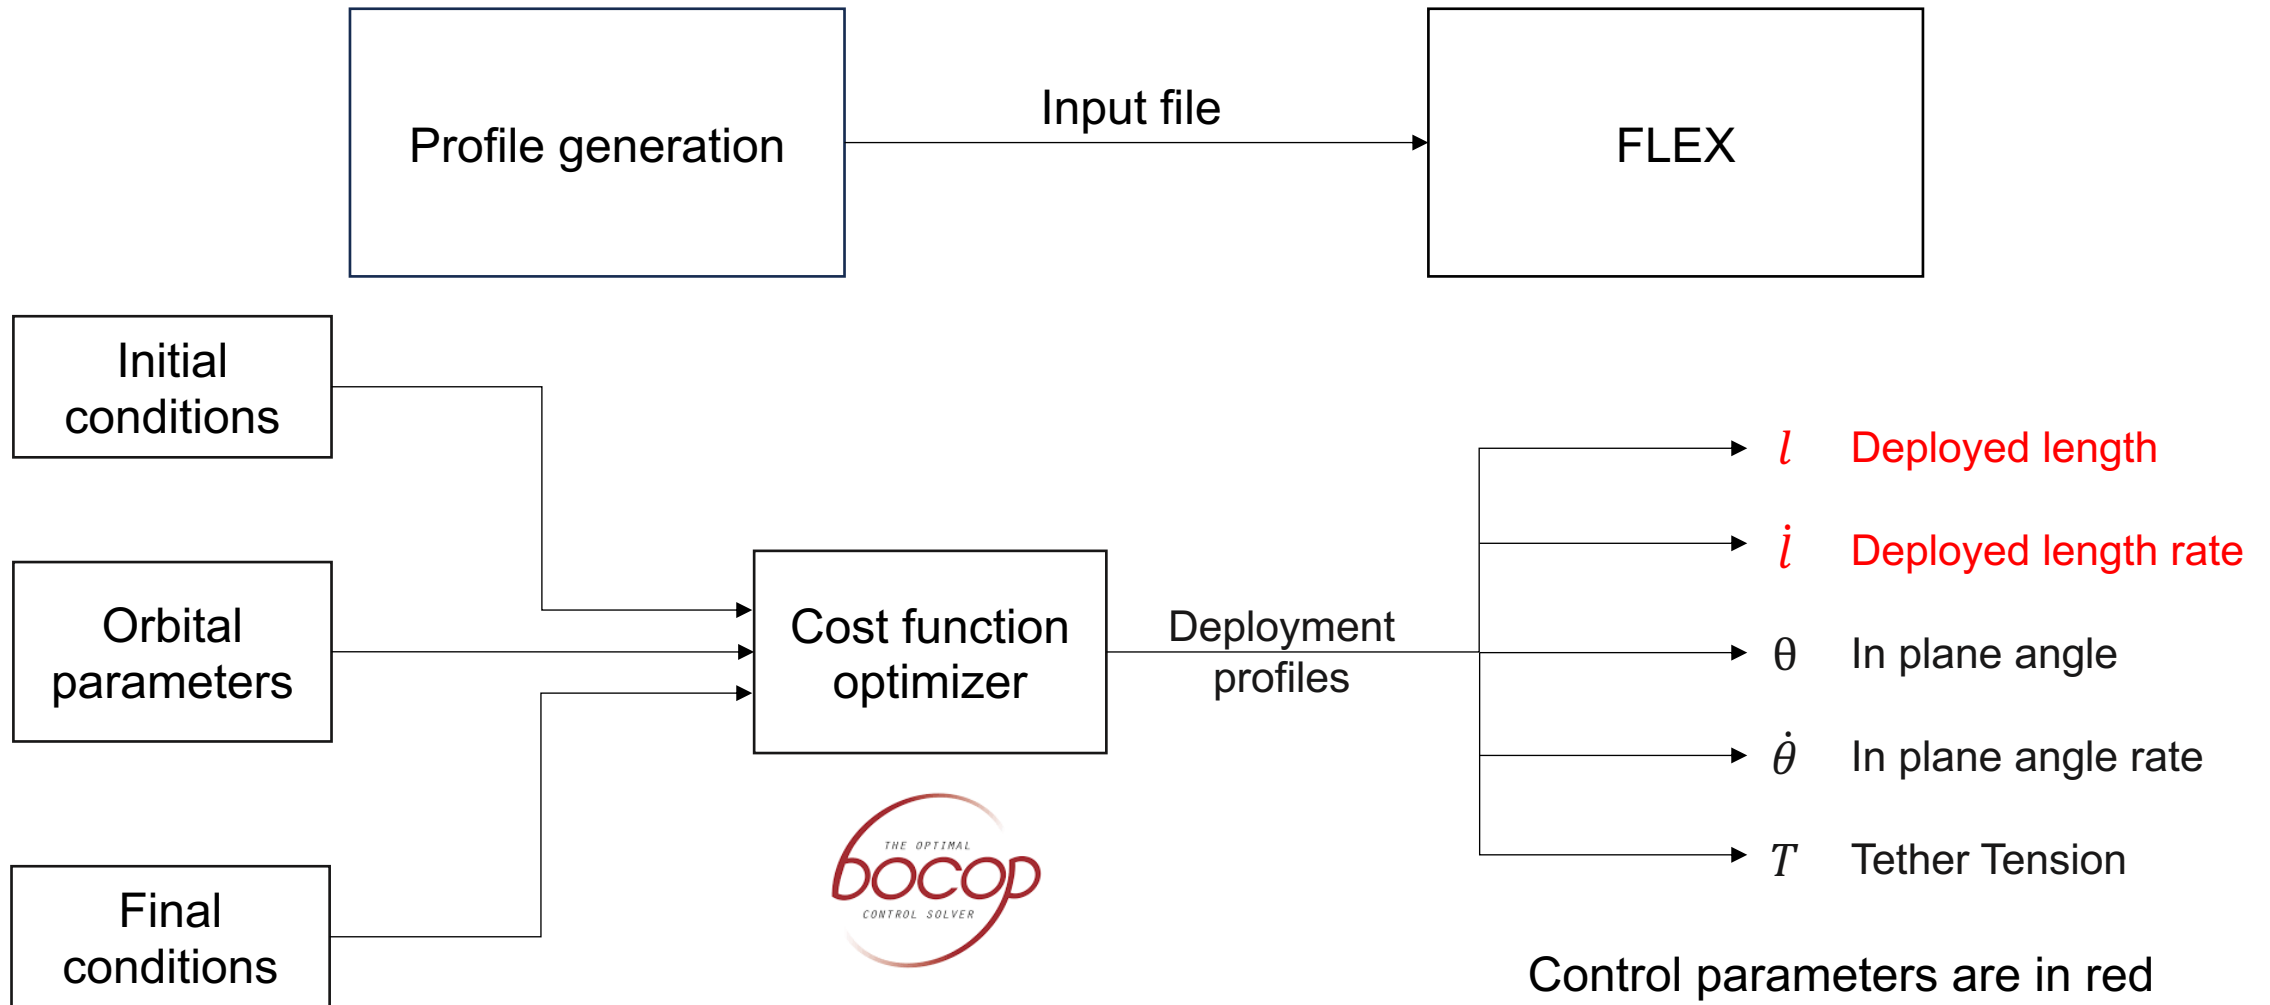 Profile generation
Input file
FLEX
Initial
conditions
Orbital
parameters
Final
conditions
Cost function
optimizer
THE OPTIMAL
bocop
CONTROL SOLVER
Deployment
profiles
l Deployed length
l̇ Deployed length rate
θ In plane angle
θ̇ In plane angle rate
T Tether Tension
Control parameters are in red